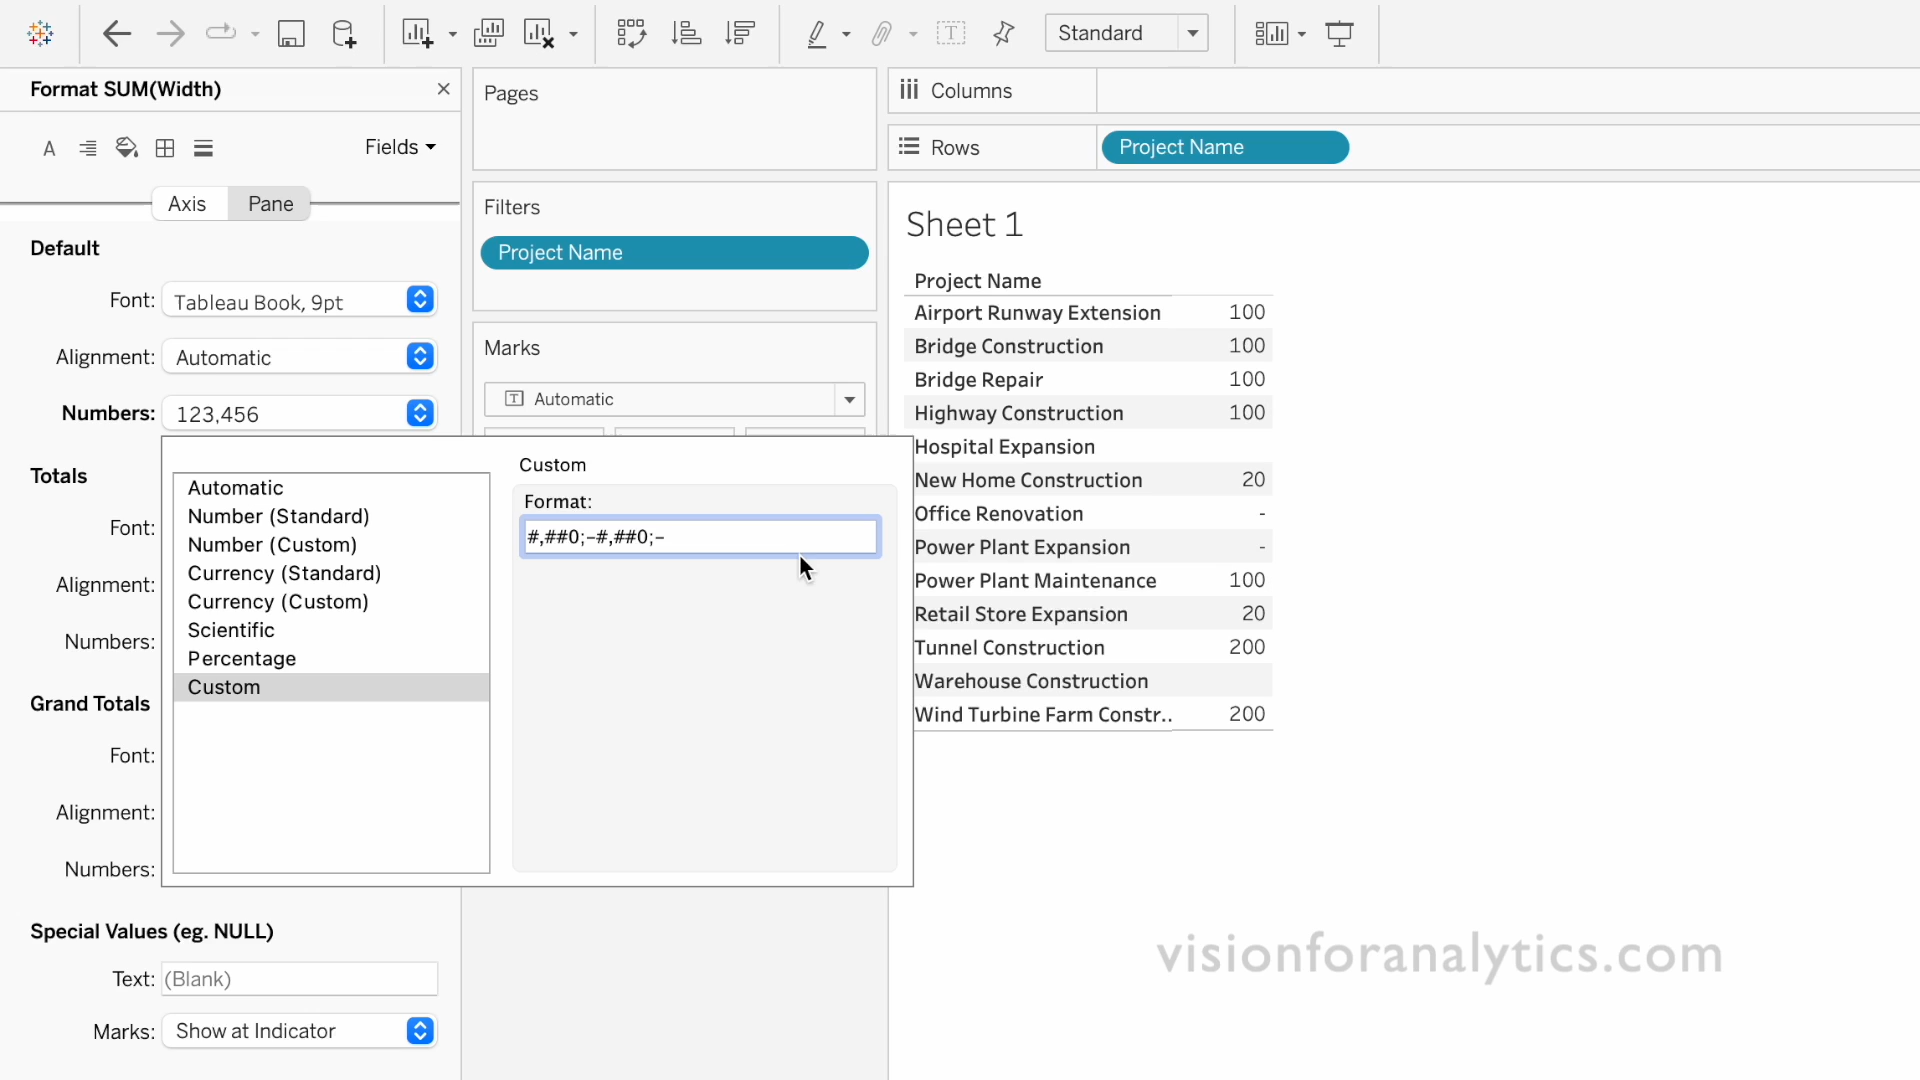 Standard
Format SUM(Width)
Fields
Axis
Pane
Default
Font: Tableau Book, 9pt
Alignment: Automatic
Numbers: 123,456
Totals
Font:
Alignment:
Numbers:
Grand Totals
Font:
Alignment:
Numbers:
Special Values (eg. NULL)
Text: (Blank)
Marks: Show at Indicator
Automatic
Number (Standard)
Number (Custom)
Currency (Standard)
Currency (Custom)
Scientific
Percentage
Custom
Custom
Format:
#,##0;-#,##0;-
Pages
Filters
Project Name
Marks
Automatic
Columns
Rows
Project Name
Sheet 1
Project Name
Airport Runway Extension 100
Bridge Construction 100
Bridge Repair 100
Highway Construction 100
Hospital Expansion
New Home Construction 20
Office Renovation -
Power Plant Expansion -
Power Plant Maintenance 100
Retail Store Expansion 20
Tunnel Construction 200
Warehouse Construction
Wind Turbine Farm Constr.. 200
visionforanalytics.com